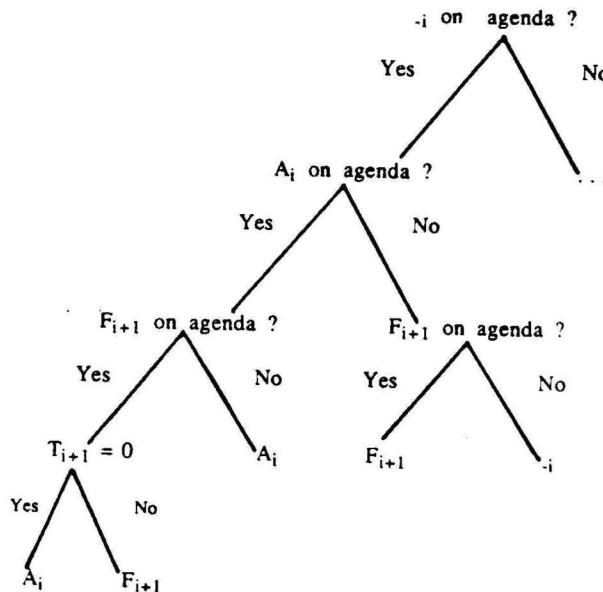 -i on agenda ?
Yes No
A_i on agenda ? . . .
Yes No
F_{i+1} on agenda ? F_{i+1} on agenda ?
Yes No Yes No
T_{i+1} = 0 A_i F_{i+1} -i
Yes No
A_i F_{i+1}